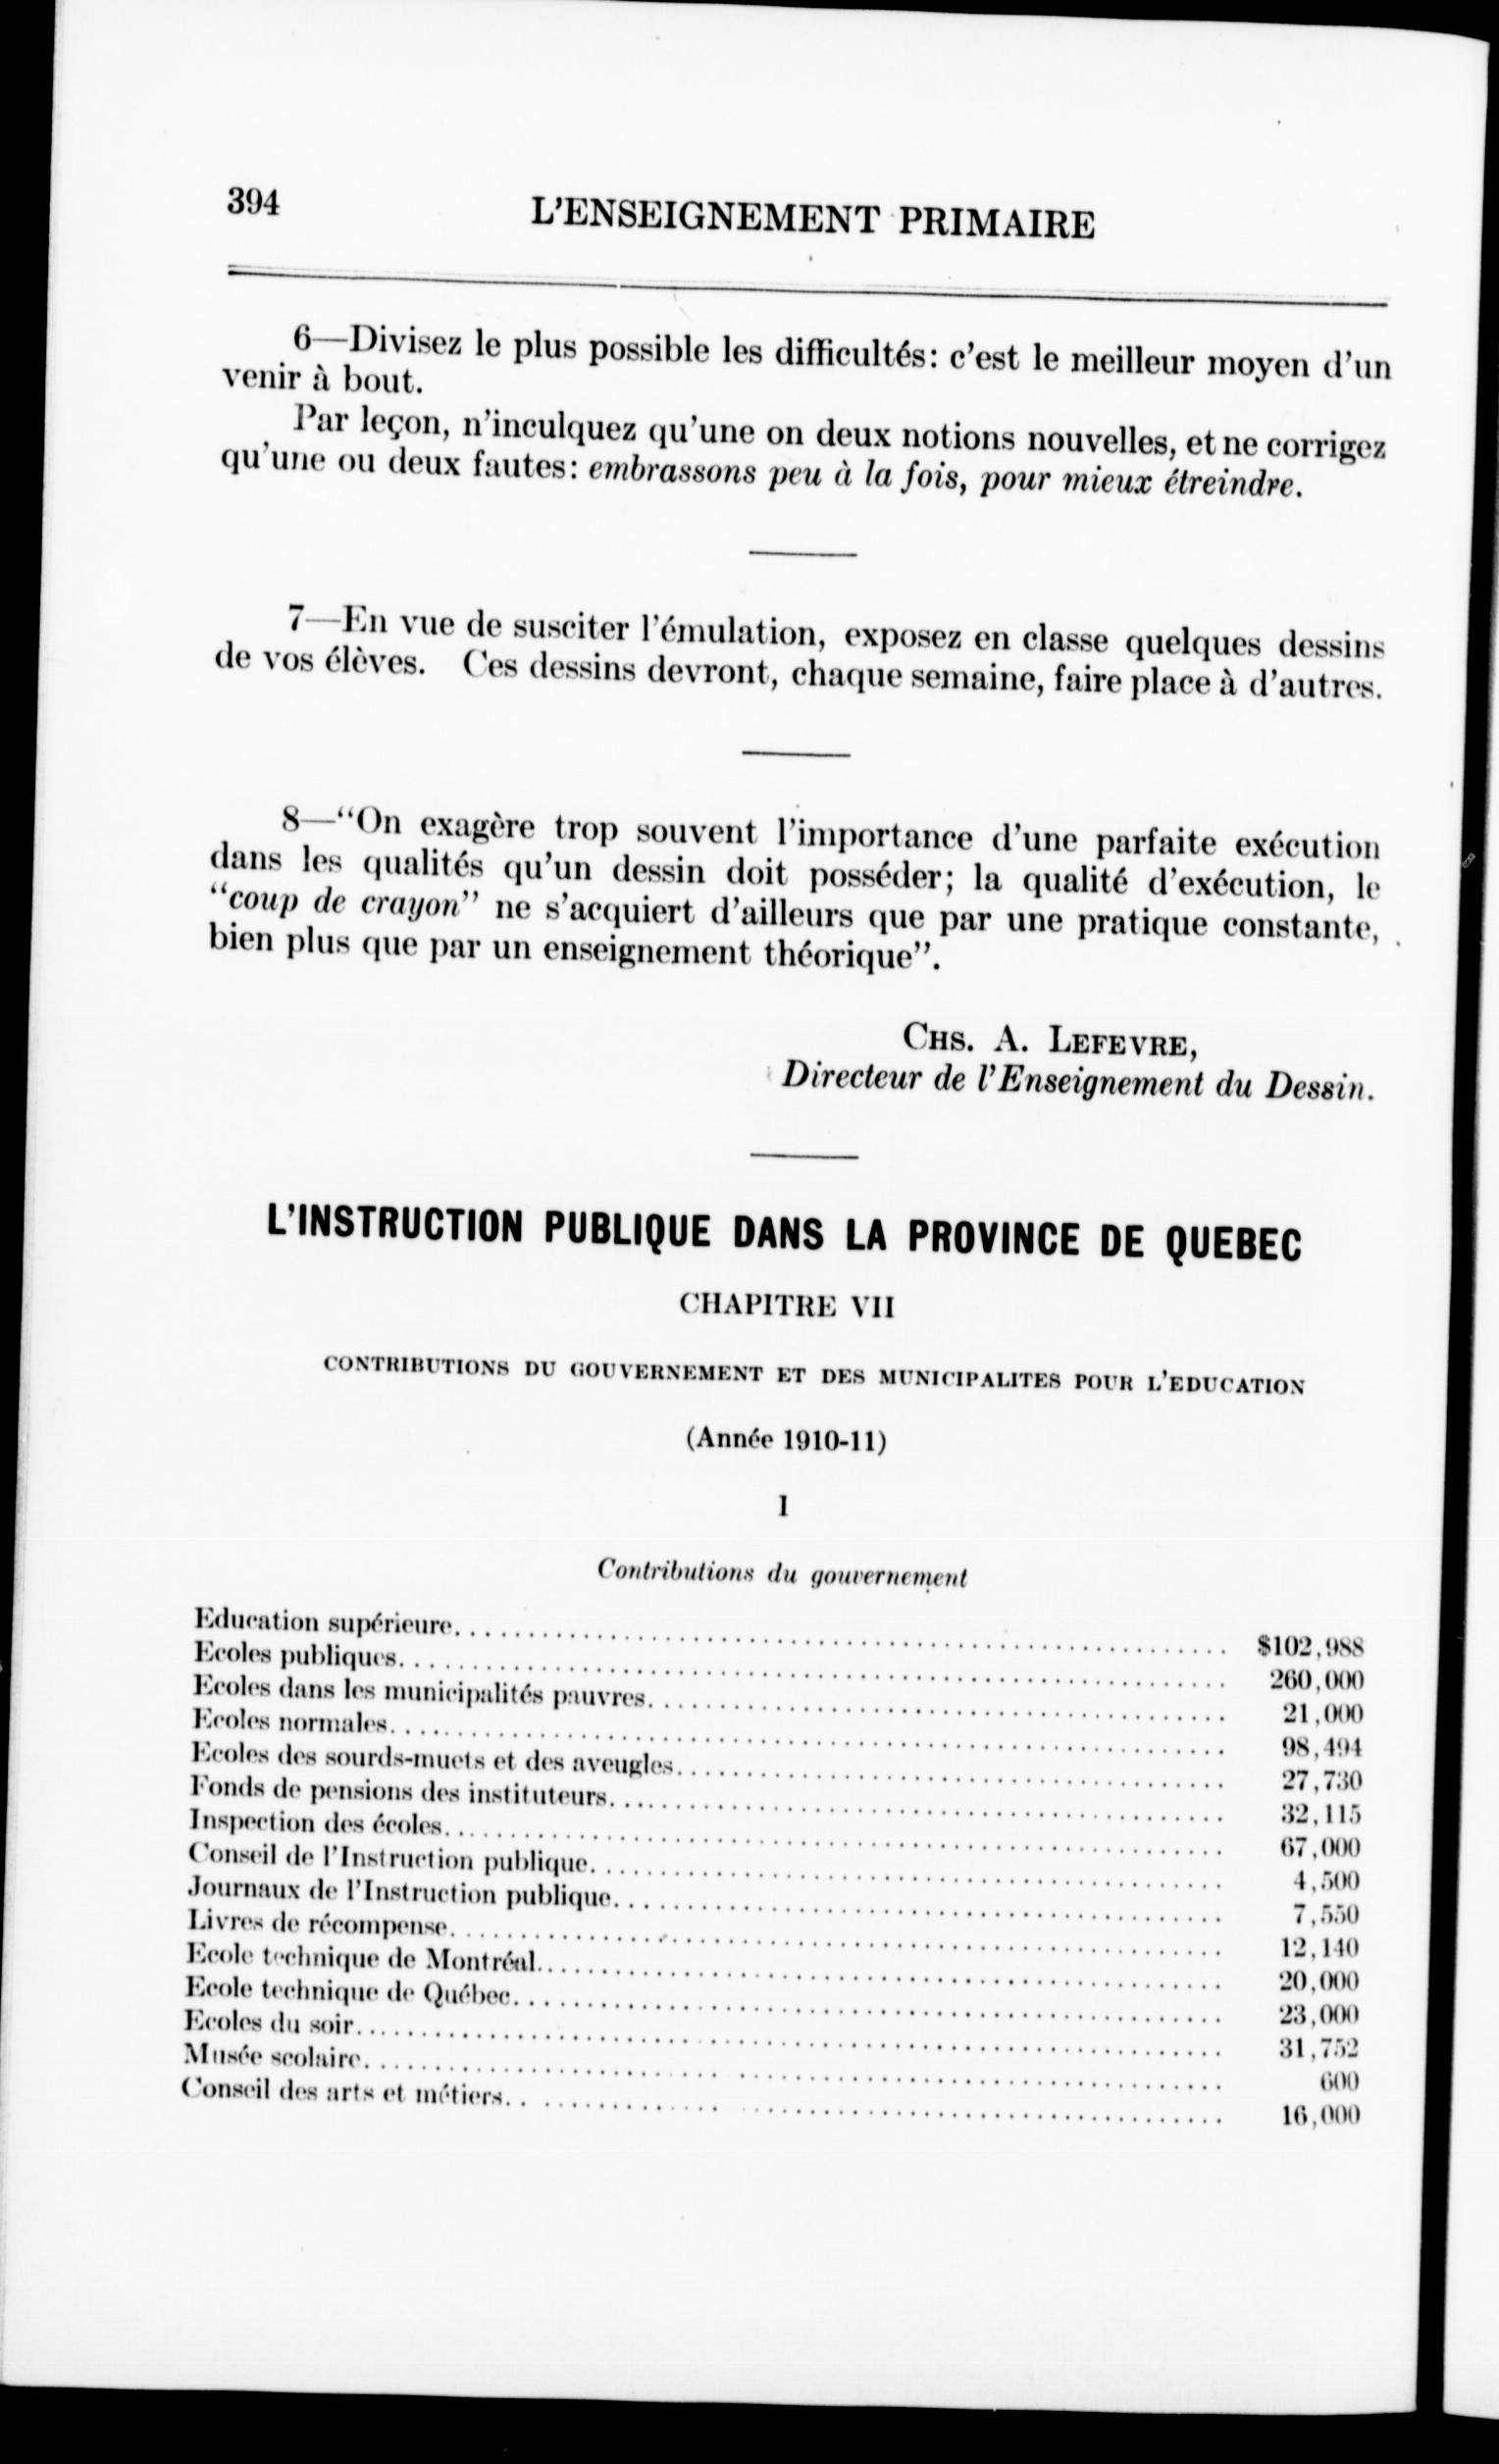 394
L'ENSEIGNEMENT PRIMAIRE
6—Divisez le plus possible les difficultés: c'est le meilleur moyen d'un
venir à bout.
Par leçon, n'inculquez qu'une on deux notions nouvelles, et ne corrigez
qu'une ou deux fautes: embrassons peu à la fois, pour mieux étreindre.
7—En vue de susciter l'émulation, exposez en classe quelques dessins
de vos élèves. Ces dessins devront, chaque semaine, faire place à d'autres.
8—“On exagère trop souvent l'importance d'une parfaite exécution
dans les qualités qu'un dessin doit posséder; la qualité d'exécution, le
“coup de crayon” ne s'acquiert d'ailleurs que par une pratique constante,
bien plus que par un enseignement théorique”.
CHS. A. LEFEVRE,
Directeur de l'Enseignement du Dessin.
L'INSTRUCTION PUBLIQUE DANS LA PROVINCE DE QUEBEC
CHAPITRE VII
CONTRIBUTIONS DU GOUVERNEMENT ET DES MUNICIPALITES POUR L'EDUCATION
(Année 1910-11)
I
Contributions du gouvernement
Education supérieure.......... $102,988
Ecoles publiques.......... 260,000
Ecoles dans les municipalités pauvres.......... 21,000
Ecoles normales.......... 98,494
Ecoles des sourds-muets et des aveugles.......... 27,730
Fonds de pensions des instituteurs.......... 32,115
Inspection des écoles.......... 67,000
Conseil de l'Instruction publique.......... 4,500
Journaux de l'Instruction publique.......... 7,550
Livres de récompense.......... 12,140
Ecole technique de Montréal.......... 20,000
Ecole technique de Québec.......... 23,000
Ecoles du soir.......... 31,752
Musée scolaire.......... 600
Conseil des arts et métiers.......... 16,000